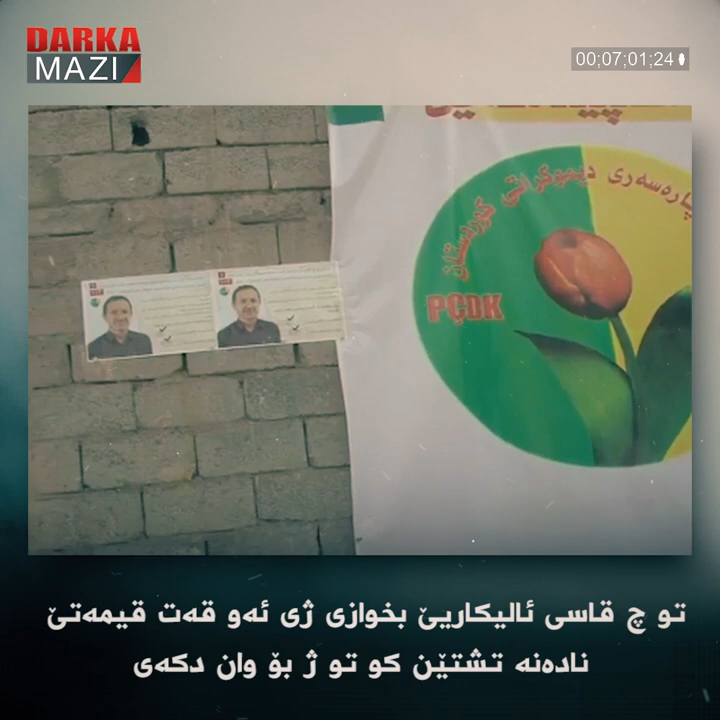 DARKA
MAZI
00;07;01;24
پارەسەری دیموکراتی کوردستان
PÇDK
تو چ قاسی ئالیکاریێ بخوازی ژی ئەو قەت قیمەتێ
نادەنە تشتێن کو تو ژ بۆ وان دکەی